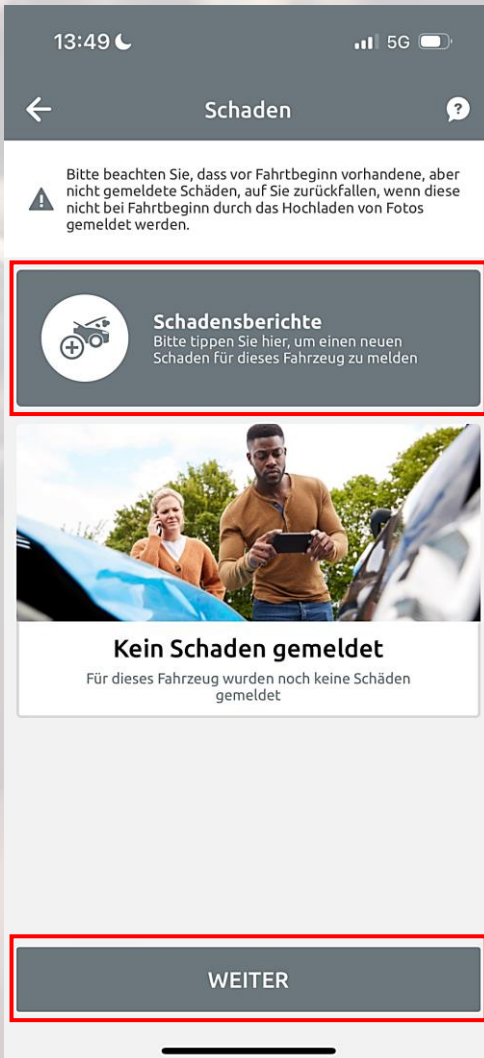 13:49
5G
Schaden
?
Bitte beachten Sie, dass vor Fahrtbeginn vorhandene, aber
nicht gemeldete Schäden, auf Sie zurückfallen, wenn diese
nicht bei Fahrtbeginn durch das Hochladen von Fotos
gemeldet werden.
Schadensberichte
Bitte tippen Sie hier, um einen neuen
Schaden für dieses Fahrzeug zu melden
Kein Schaden gemeldet
Für dieses Fahrzeug wurden noch keine Schäden
gemeldet
WEITER